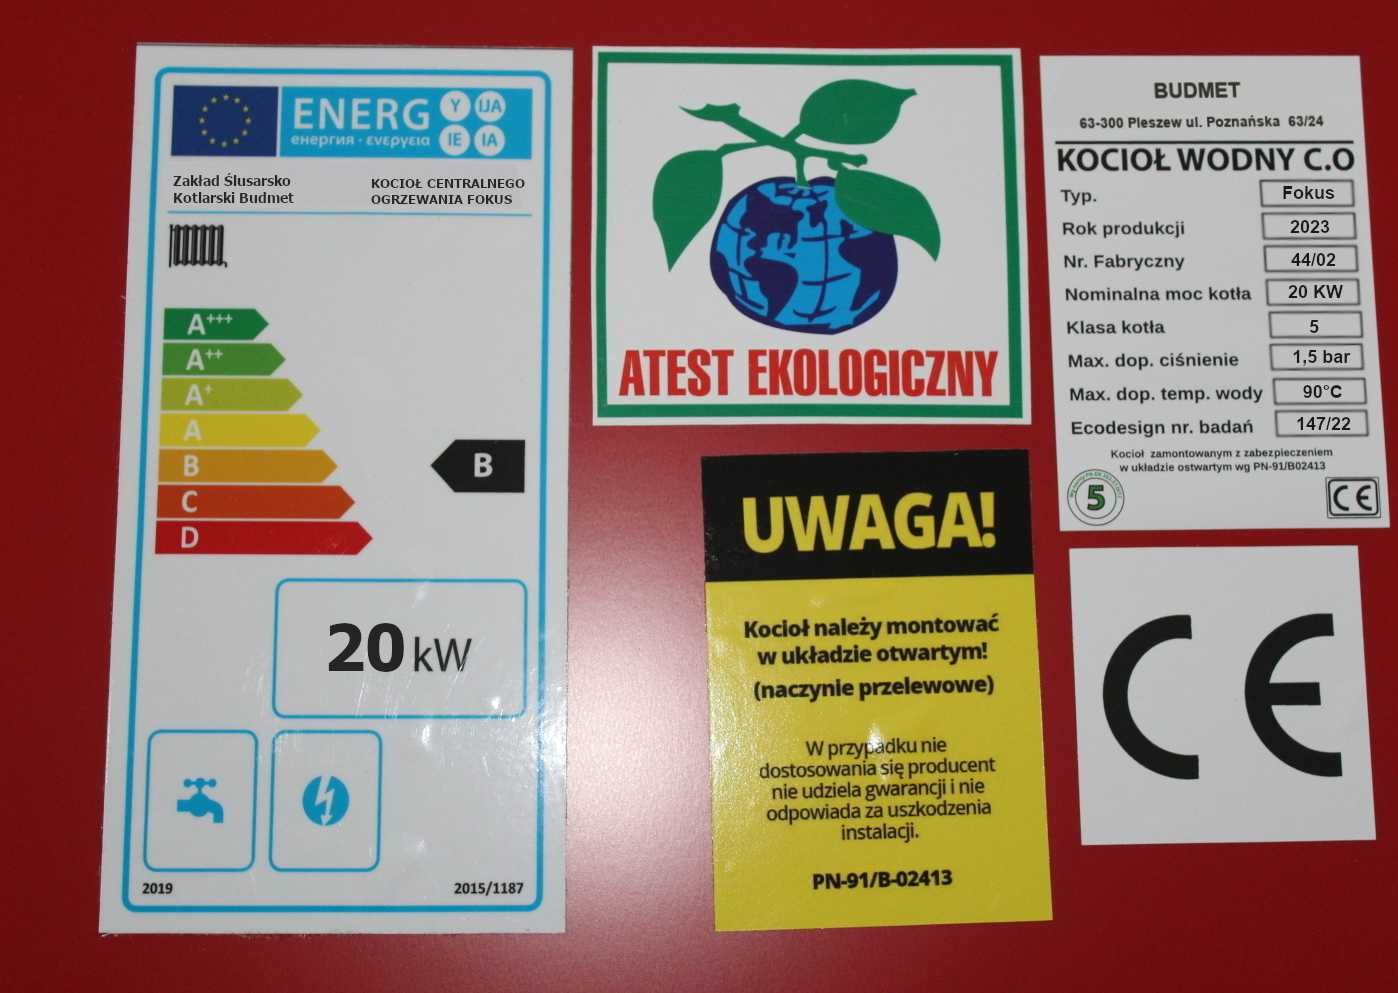 ENERG
Y
IJA
IE
IA
енергия · ενεργεια
Zakład Ślusarsko
Kotlarski Budmet
KOCIOŁ CENTRALNEGO
OGRZEWANIA FOKUS
A+++
A++
A+
A
B
C
D
B
20 kW
2019
2015/1187
ATEST EKOLOGICZNY
UWAGA!
Kocioł należy montować
w układzie otwartym!
(naczynie przelewowe)
W przypadku nie
dostosowania się producent
nie udziela gwarancji i nie
odpowiada za uszkodzenia
instalacji.
PN-91/B-02413
BUDMET
63-300 Pleszew ul. Poznańska 63/24
KOCIOŁ WODNY C.O
Typ. Fokus
Rok produkcji 2023
Nr. Fabryczny 44/02
Nominalna moc kotła 20 KW
Klasa kotła 5
Max. dop. ciśnienie 1,5 bar
Max. dop. temp. wody 90°C
Ecodesign nr. badań 147/22
Kocioł zamontowanym z zabezpieczeniem
w układzie ostwartym wg PN-91/B02413
5
CE
CE